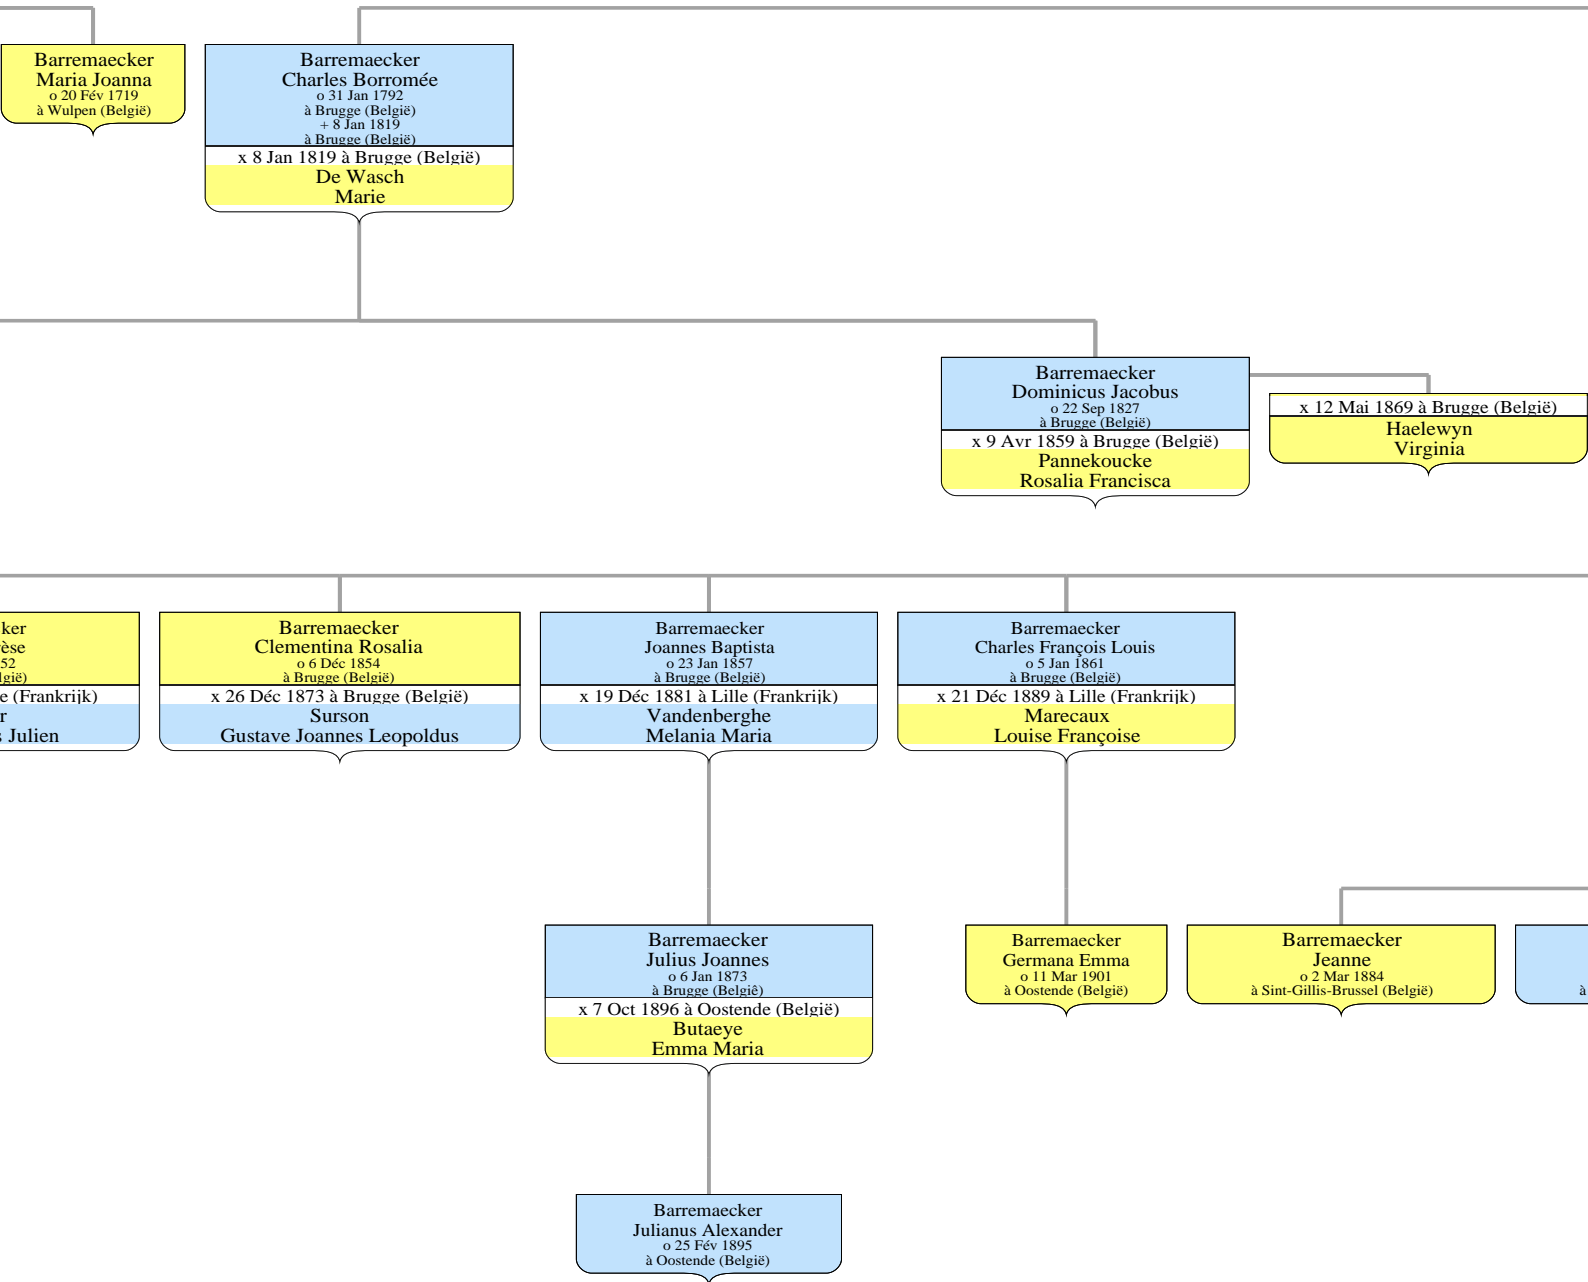 Barremaecker
Maria Joanna
o 20 Fév 1719
à Wulpen (België)
Barremaecker
Charles Borromée
o 31 Jan 1792
à Brugge (België)
+ 8 Jan 1819
à Brugge (België)
x 8 Jan 1819 à Brugge (België)
De Wasch
Marie
Barremaecker
Dominicus Jacobus
o 22 Sep 1827
à Brugge (België)
x 9 Avr 1859 à Brugge (België)
Pannekoucke
Rosalia Francisca
x 12 Mai 1869 à Brugge (België)
Haelewyn
Virginia
ker
èse
52
lgië)
e (Frankrijk)
r
s Julien
Barremaecker
Clementina Rosalia
o 6 Déc 1854
à Brugge (België)
x 26 Déc 1873 à Brugge (België)
Surson
Gustave Joannes Leopoldus
Barremaecker
Joannes Baptista
o 23 Jan 1857
à Brugge (België)
x 19 Déc 1881 à Lille (Frankrijk)
Vandenberghe
Melania Maria
Barremaecker
Charles François Louis
o 5 Jan 1861
à Brugge (België)
x 21 Déc 1889 à Lille (Frankrijk)
Marecaux
Louise Françoise
Barremaecker
Julius Joannes
o 6 Jan 1873
à Brugge (Belgiê)
x 7 Oct 1896 à Oostende (België)
Butaeye
Emma Maria
Barremaecker
Germana Emma
o 11 Mar 1901
à Oostende (België)
Barremaecker
Jeanne
o 2 Mar 1884
à Sint-Gillis-Brussel (België)
à
Barremaecker
Julianus Alexander
o 25 Fév 1895
à Oostende (België)